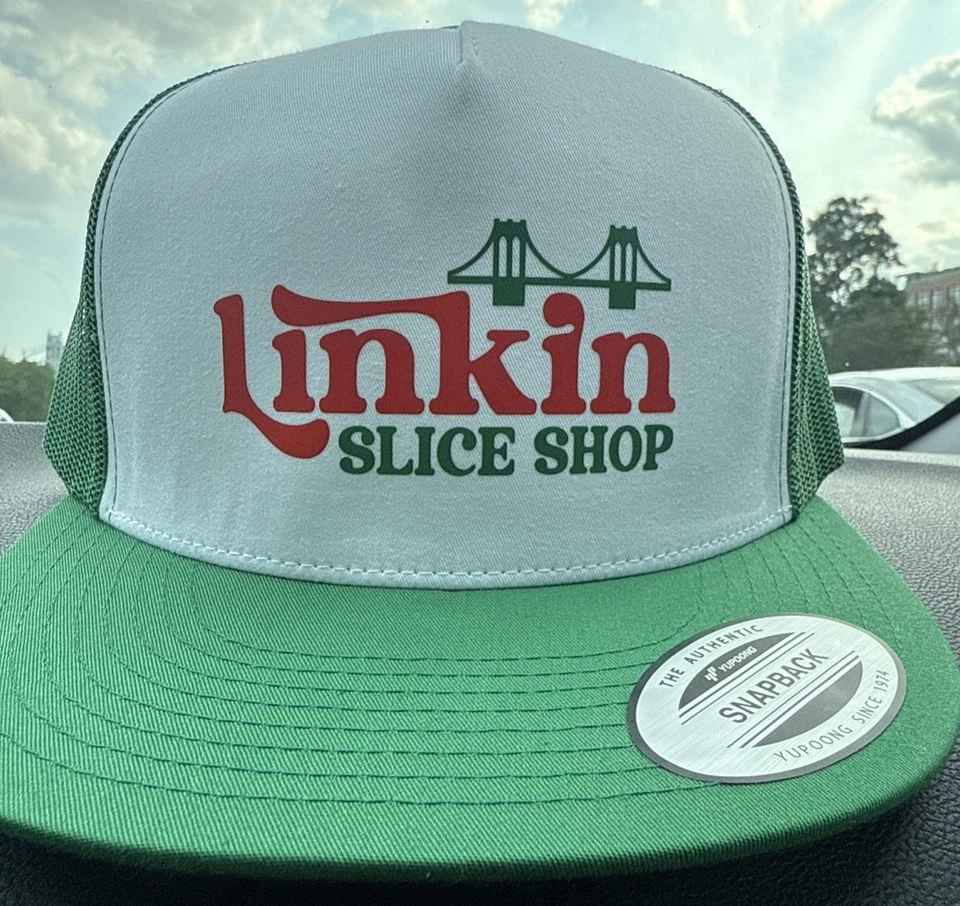 Linkin
SLICE SHOP
THE AUTHENTIC
YUPOONG
SNAPBACK
YUPOONG SINCE 1974